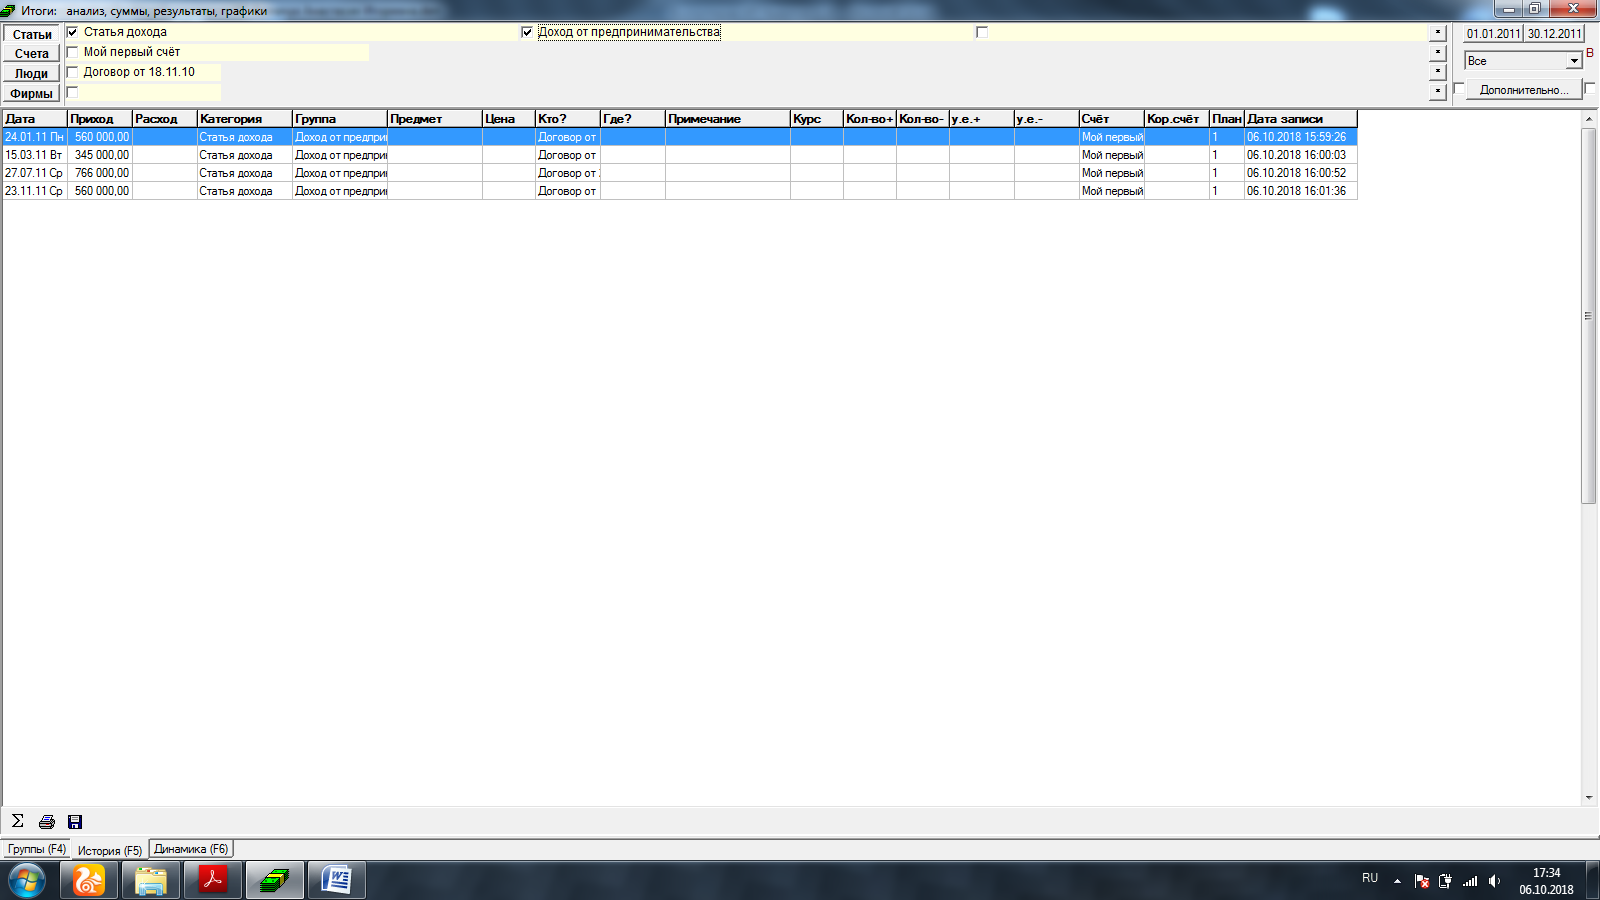 Итоги: анализ, суммы, результаты, графики
Статьи Статья дохода Доход от предпринимательства 01.01.2011 30.12.2011
Счета Мой первый счёт Все В
Люди Договор от 18.11.10
Фирмы Дополнительно...
Дата Приход Расход Категория Группа Предмет Цена Кто? Где? Примечание Курс Кол-во+ Кол-во- у.е.+ у.е.- Счёт Кор.счёт План Дата записи
24.01.11 Пн 560 000,00 Статья дохода Доход от предпри Договор от Мой первый 1 06.10.2018 15:59:26
15.03.11 Вт 345 000,00 Статья дохода Доход от предпри Договор от Мой первый 1 06.10.2018 16:00:03
27.07.11 Ср 766 000,00 Статья дохода Доход от предпри Договор от Мой первый 1 06.10.2018 16:00:52
23.11.11 Ср 560 000,00 Статья дохода Доход от предпри Договор от Мой первый 1 06.10.2018 16:01:36
Σ
Группы (F4) История (F5) Динамика (F6)
RU 17:34
06.10.2018